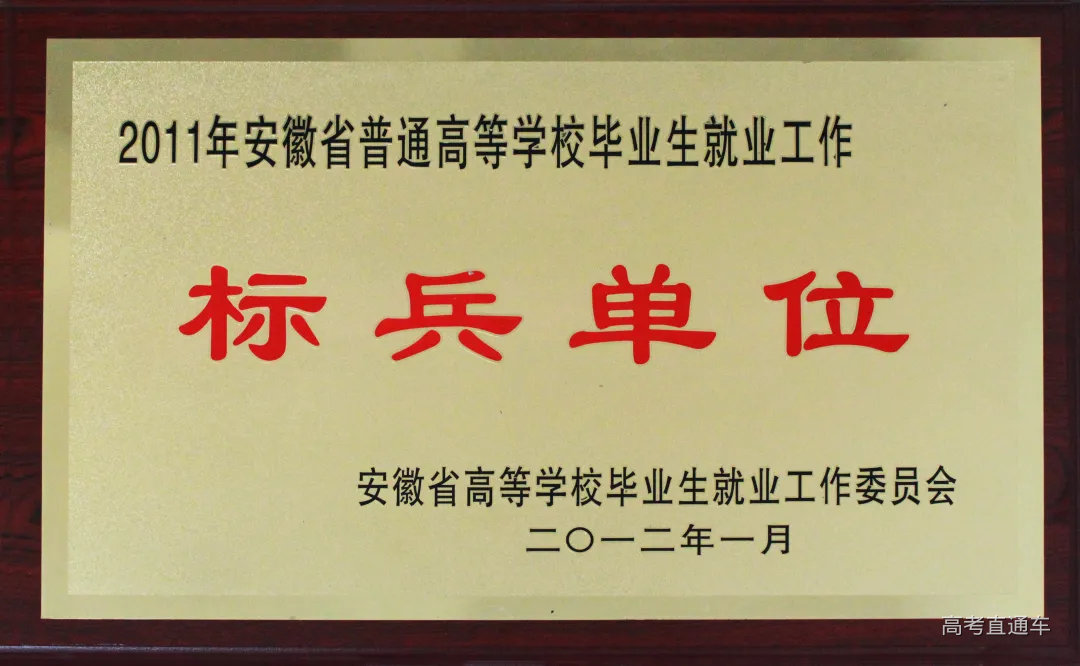 2011年安徽省普通高等学校毕业生就业工作
标兵单位
安徽省高等学校毕业生就业工作委员会
二〇一二年一月
高考直通车